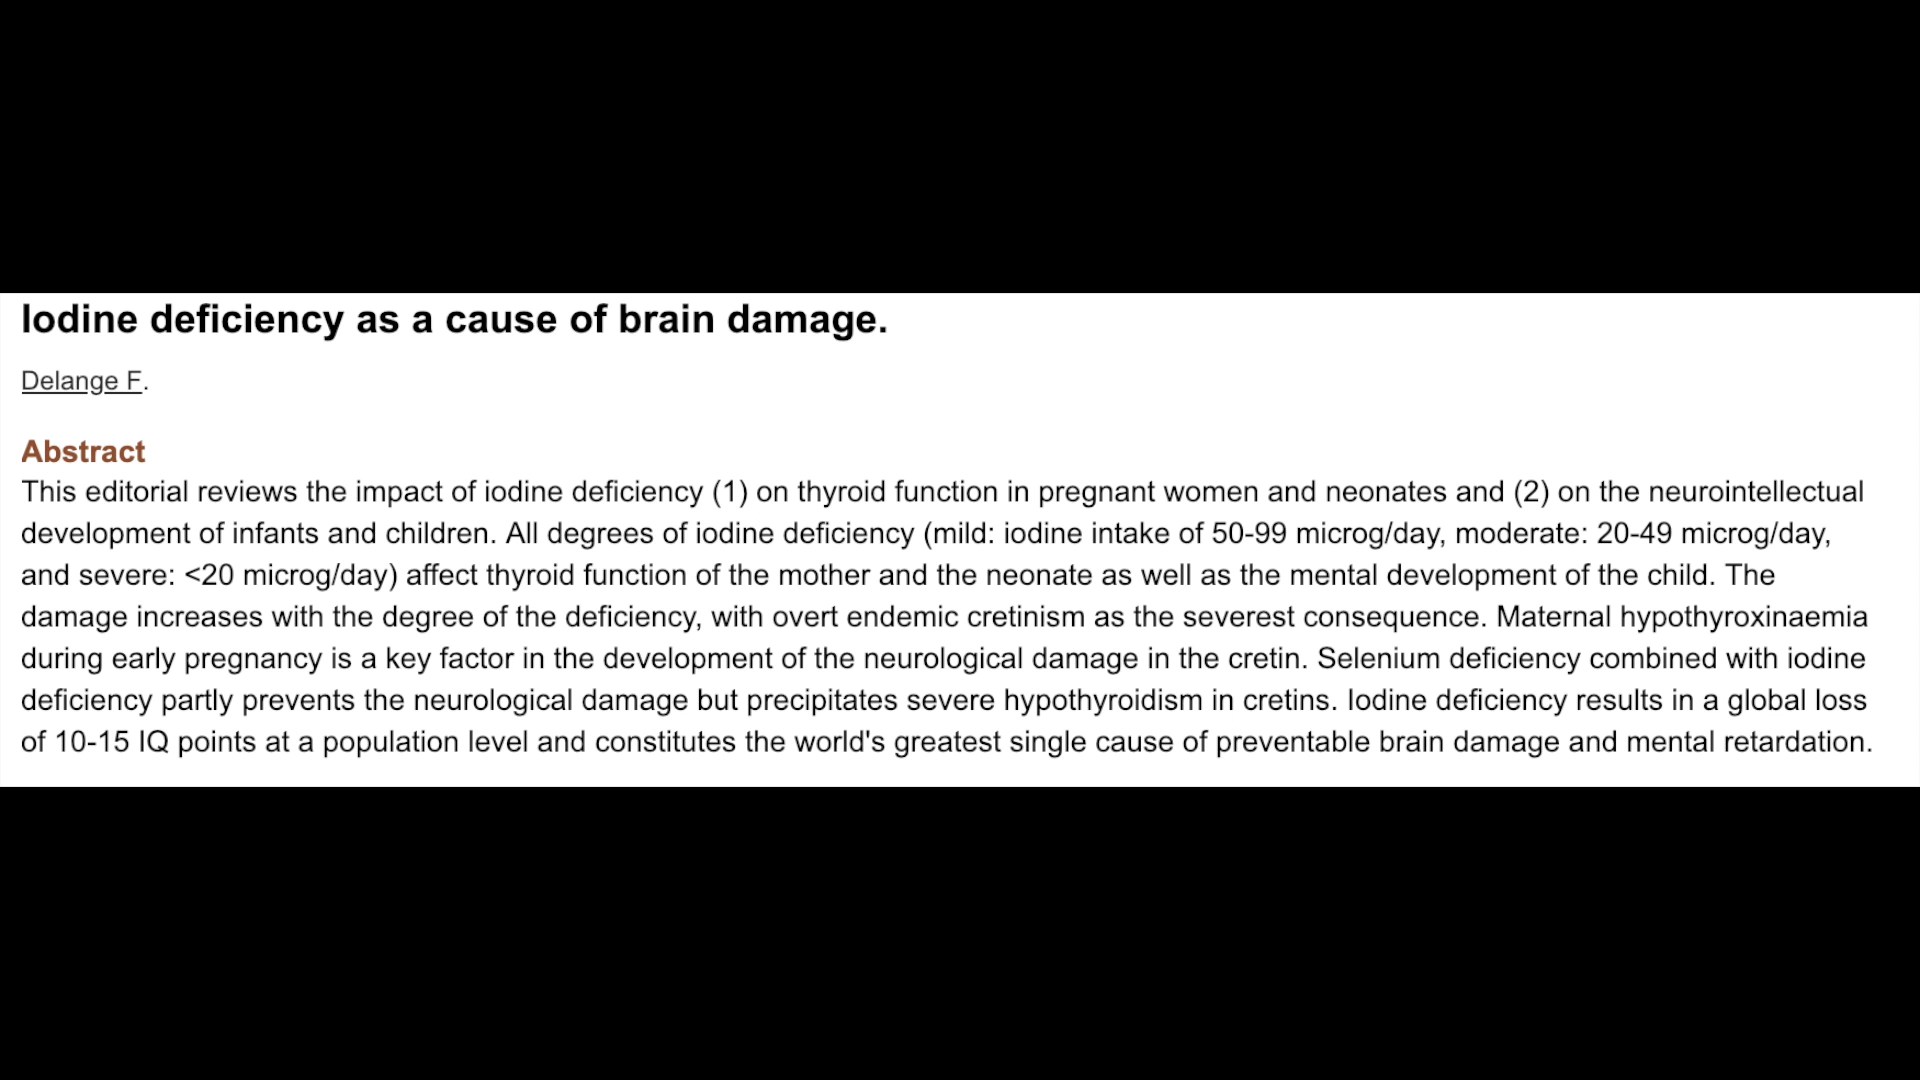 Iodine deficiency as a cause of brain damage.
Delange F.
Abstract
This editorial reviews the impact of iodine deficiency (1) on thyroid function in pregnant women and neonates and (2) on the neurointellectual
development of infants and children. All degrees of iodine deficiency (mild: iodine intake of 50-99 microg/day, moderate: 20-49 microg/day,
and severe: <20 microg/day) affect thyroid function of the mother and the neonate as well as the mental development of the child. The
damage increases with the degree of the deficiency, with overt endemic cretinism as the severest consequence. Maternal hypothyroxinaemia
during early pregnancy is a key factor in the development of the neurological damage in the cretin. Selenium deficiency combined with iodine
deficiency partly prevents the neurological damage but precipitates severe hypothyroidism in cretins. Iodine deficiency results in a global loss
of 10-15 IQ points at a population level and constitutes the world's greatest single cause of preventable brain damage and mental retardation.